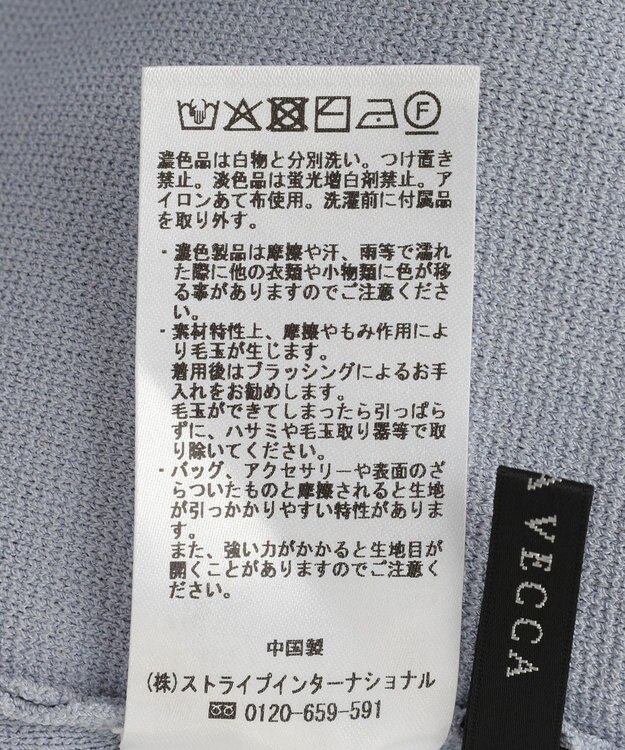 F
濃色品は白物と分別洗い。つけ置き
禁止。淡色品は蛍光増白剤禁止。ア
イロンあて布使用。洗濯前に付属品
を取り外す。
・濃色製品は摩擦や汗、雨等で濡れ
た際に他の衣類や小物類に色が移
る事がありますのでご注意くださ
い。
・素材特性上、摩擦やもみ作用によ
り毛玉が生じます。
着用後はブラッシングによるお手
入れをお勧めします。
毛玉ができてしまったら引っぱら
ずに、ハサミや毛玉取り器等で取
り除いてください。
・バッグ、アクセサリーや表面のざ
らついたものと摩擦されると生地
が引っかかりやすい特性がありま
す。
また、強い力がかかると生地目が
開くことがありますのでご注意く
ださい。
中国製
(株)ストライプインターナショナル
0120-659-591
VECCA